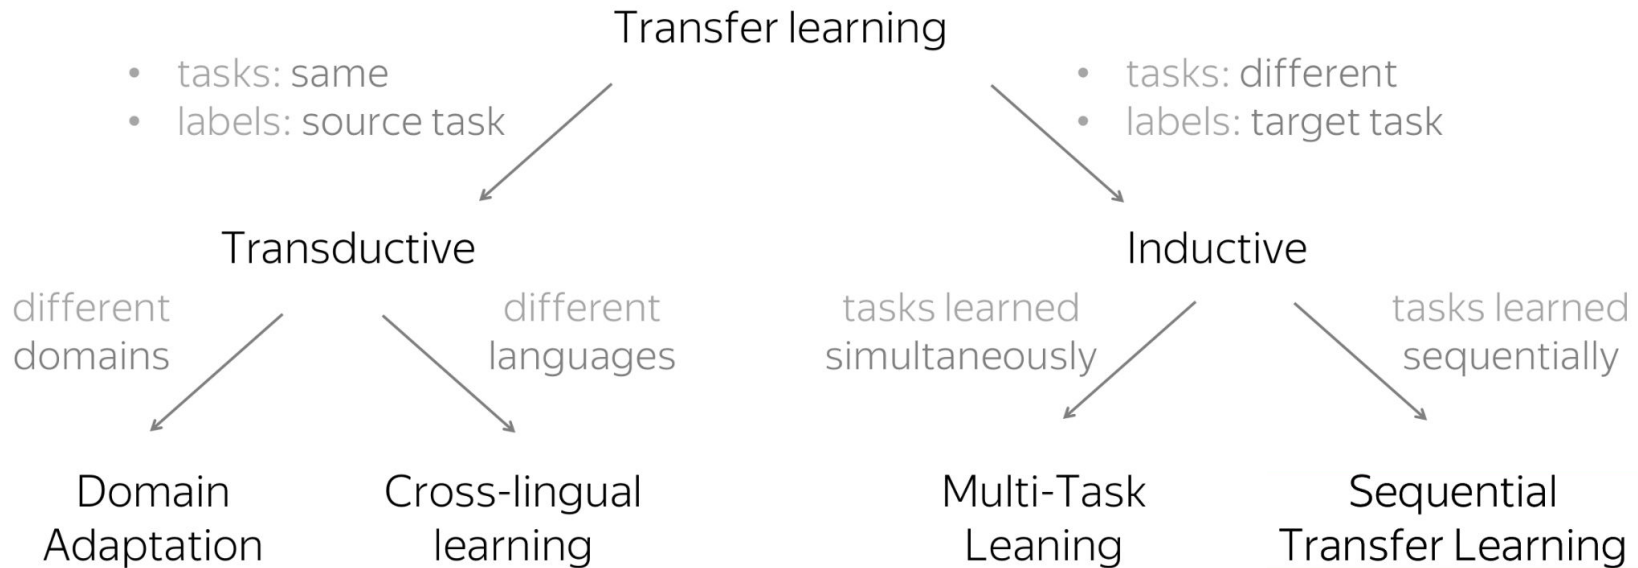 Transfer learning
• tasks: same
• labels: source task
• tasks: different
• labels: target task
Transductive
Inductive
different
domains
different
languages
tasks learned
simultaneously
tasks learned
sequentially
Domain
Adaptation
Cross-lingual
learning
Multi-Task
Leaning
Sequential
Transfer Learning